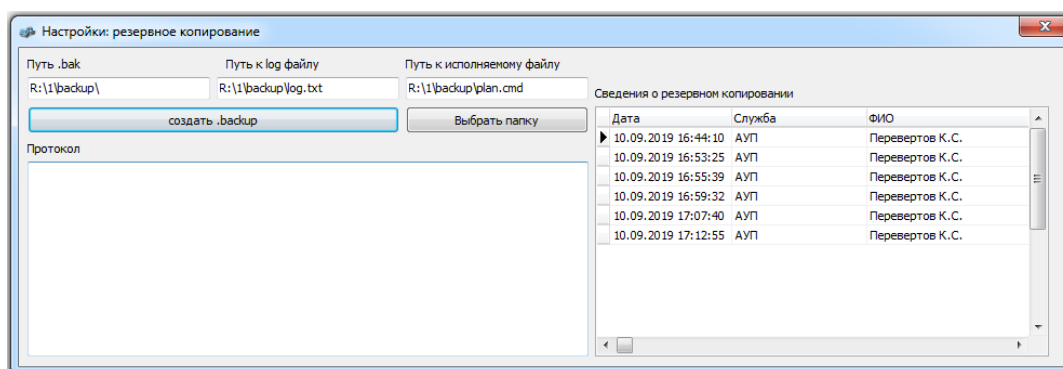 Настройки: резервное копирование
Путь .bak Путь к log файлу Путь к исполняемому файлу
R:\1\backup\ R:\1\backup\log.txt R:\1\backup\plan.cmd
создать .backup Выбрать папку
Протокол
Сведения о резервном копировании
Дата Служба ФИО
10.09.2019 16:44:10 АУП Перевертов К.С.
10.09.2019 16:53:25 АУП Перевертов К.С.
10.09.2019 16:55:39 АУП Перевертов К.С.
10.09.2019 16:59:32 АУП Перевертов К.С.
10.09.2019 17:07:40 АУП Перевертов К.С.
10.09.2019 17:12:55 АУП Перевертов К.С.